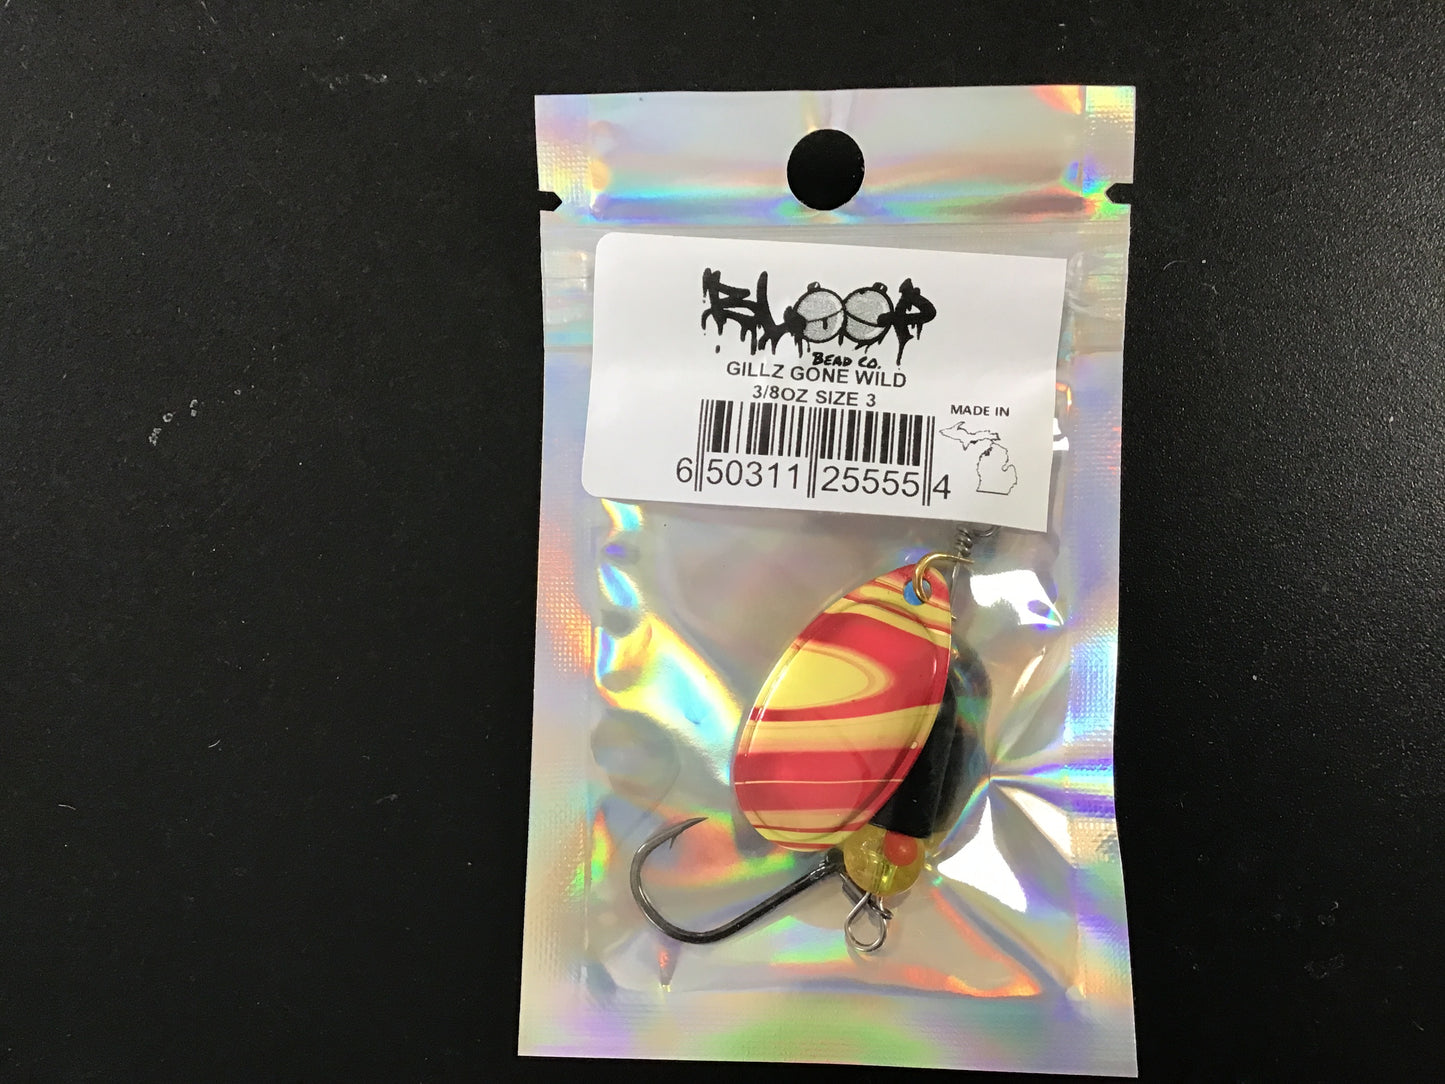 BLOOP
BEAD CO.
GILLZ GONE WILD
3/8OZ SIZE 3
MADE IN
6 50311 25555 4